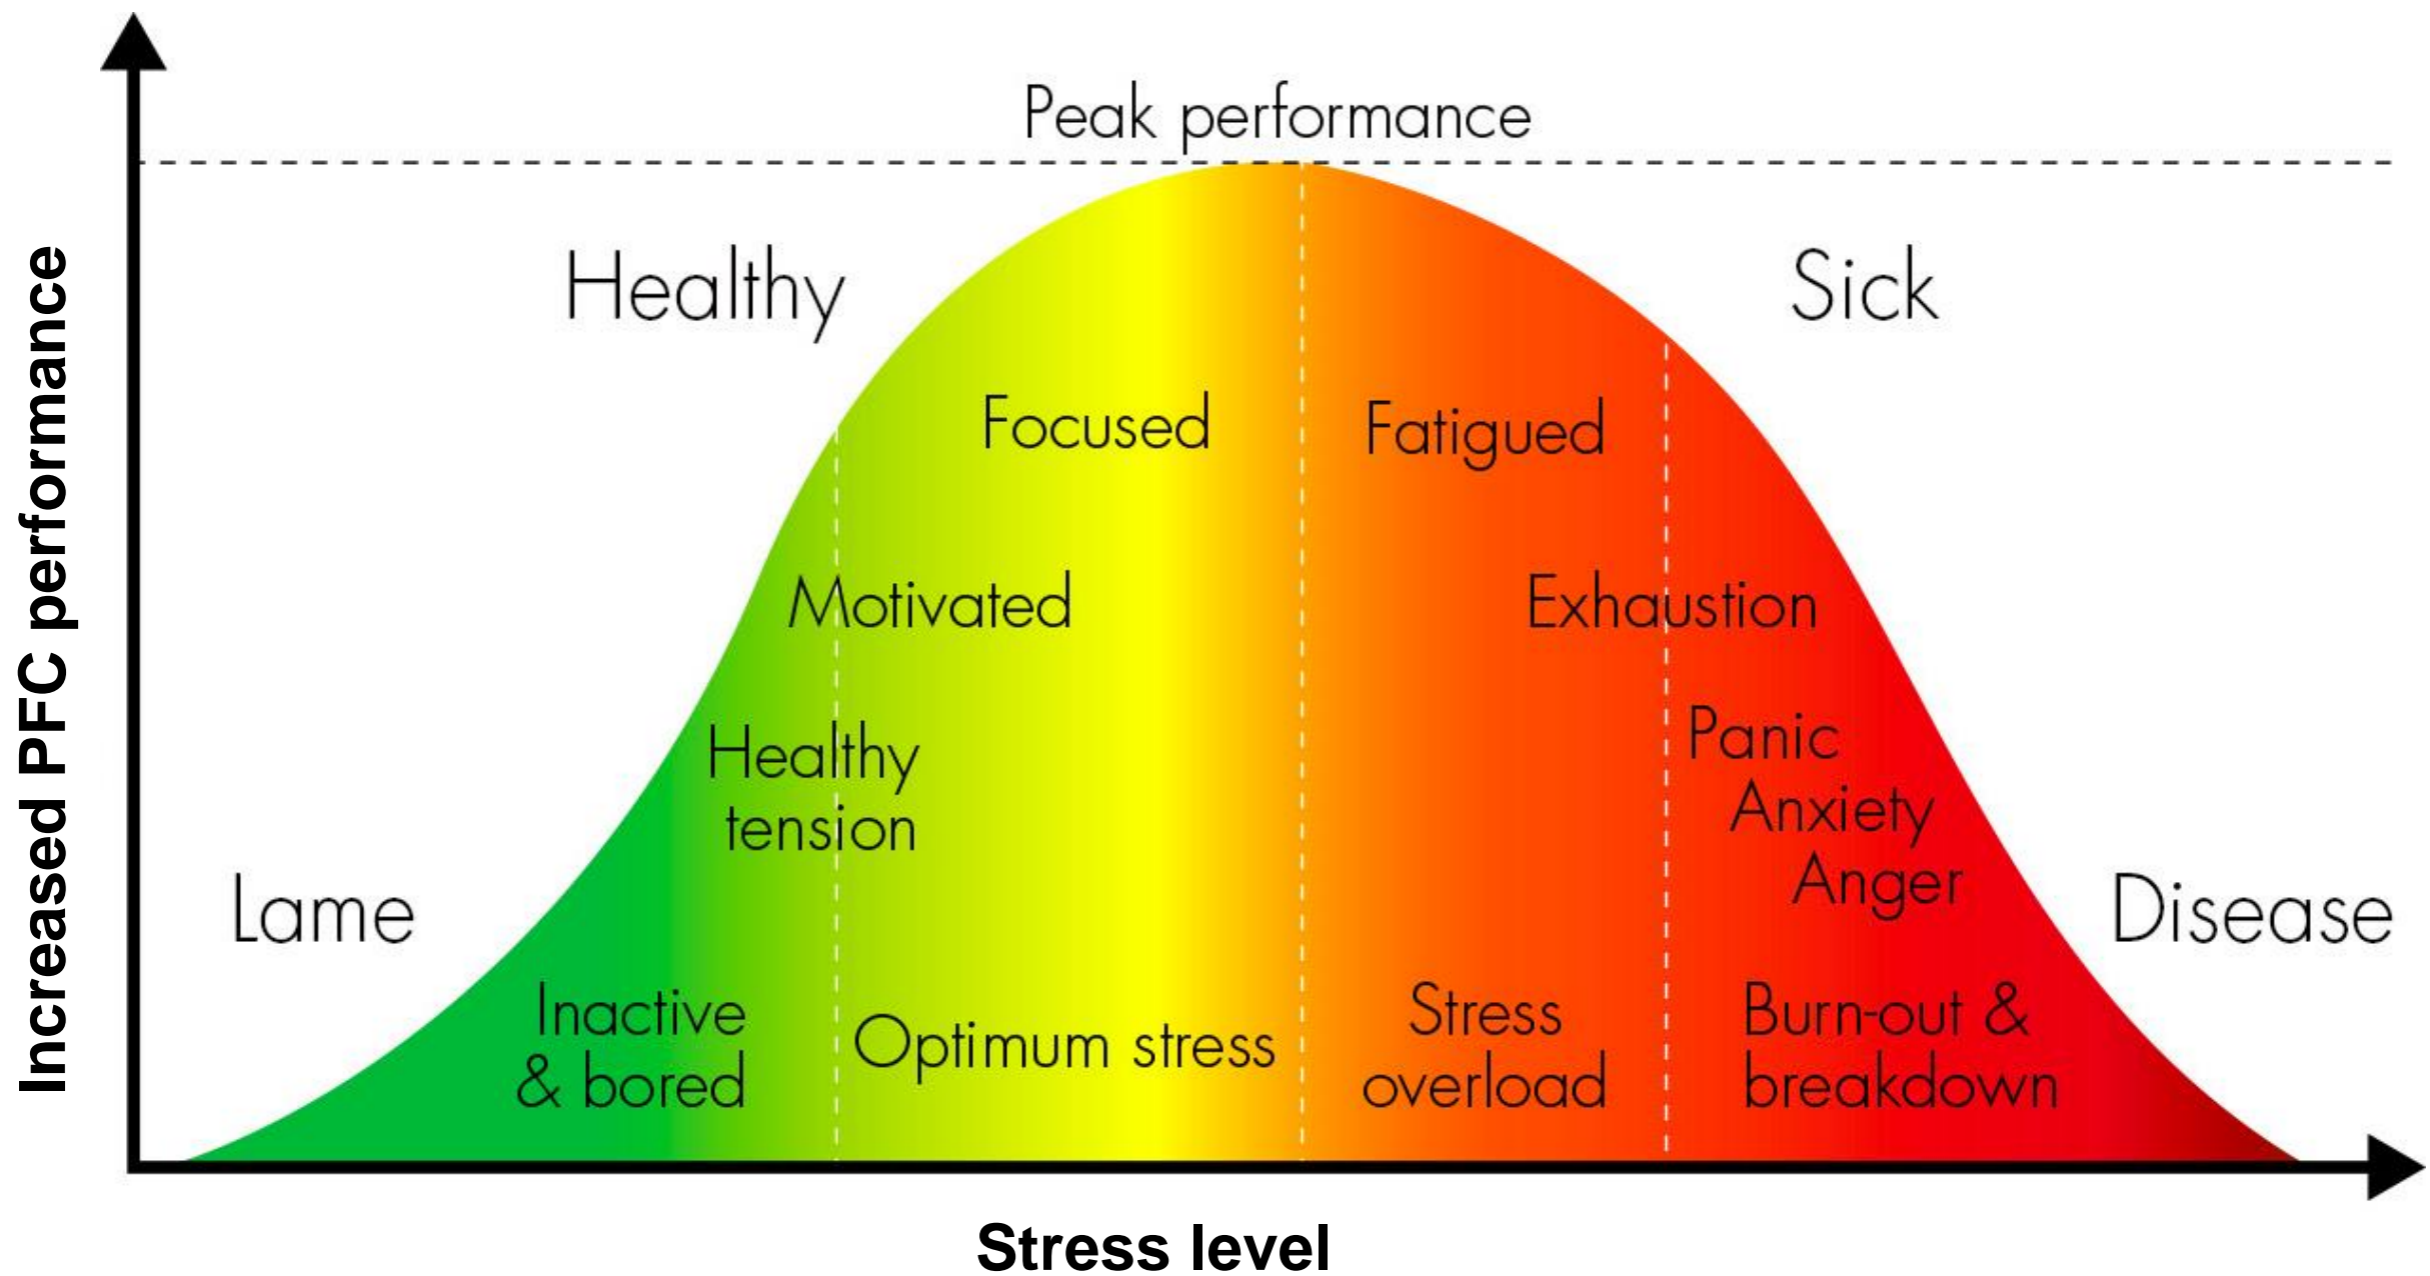 Peak performance
Healthy
Sick
Increased PFC performance
Focused
Fatigued
Motivated
Exhaustion
Healthy
tension
Panic
Anxiety
Anger
Lame
Disease
Inactive
& bored
Optimum stress
Stress
overload
Burn-out &
breakdown
Stress level